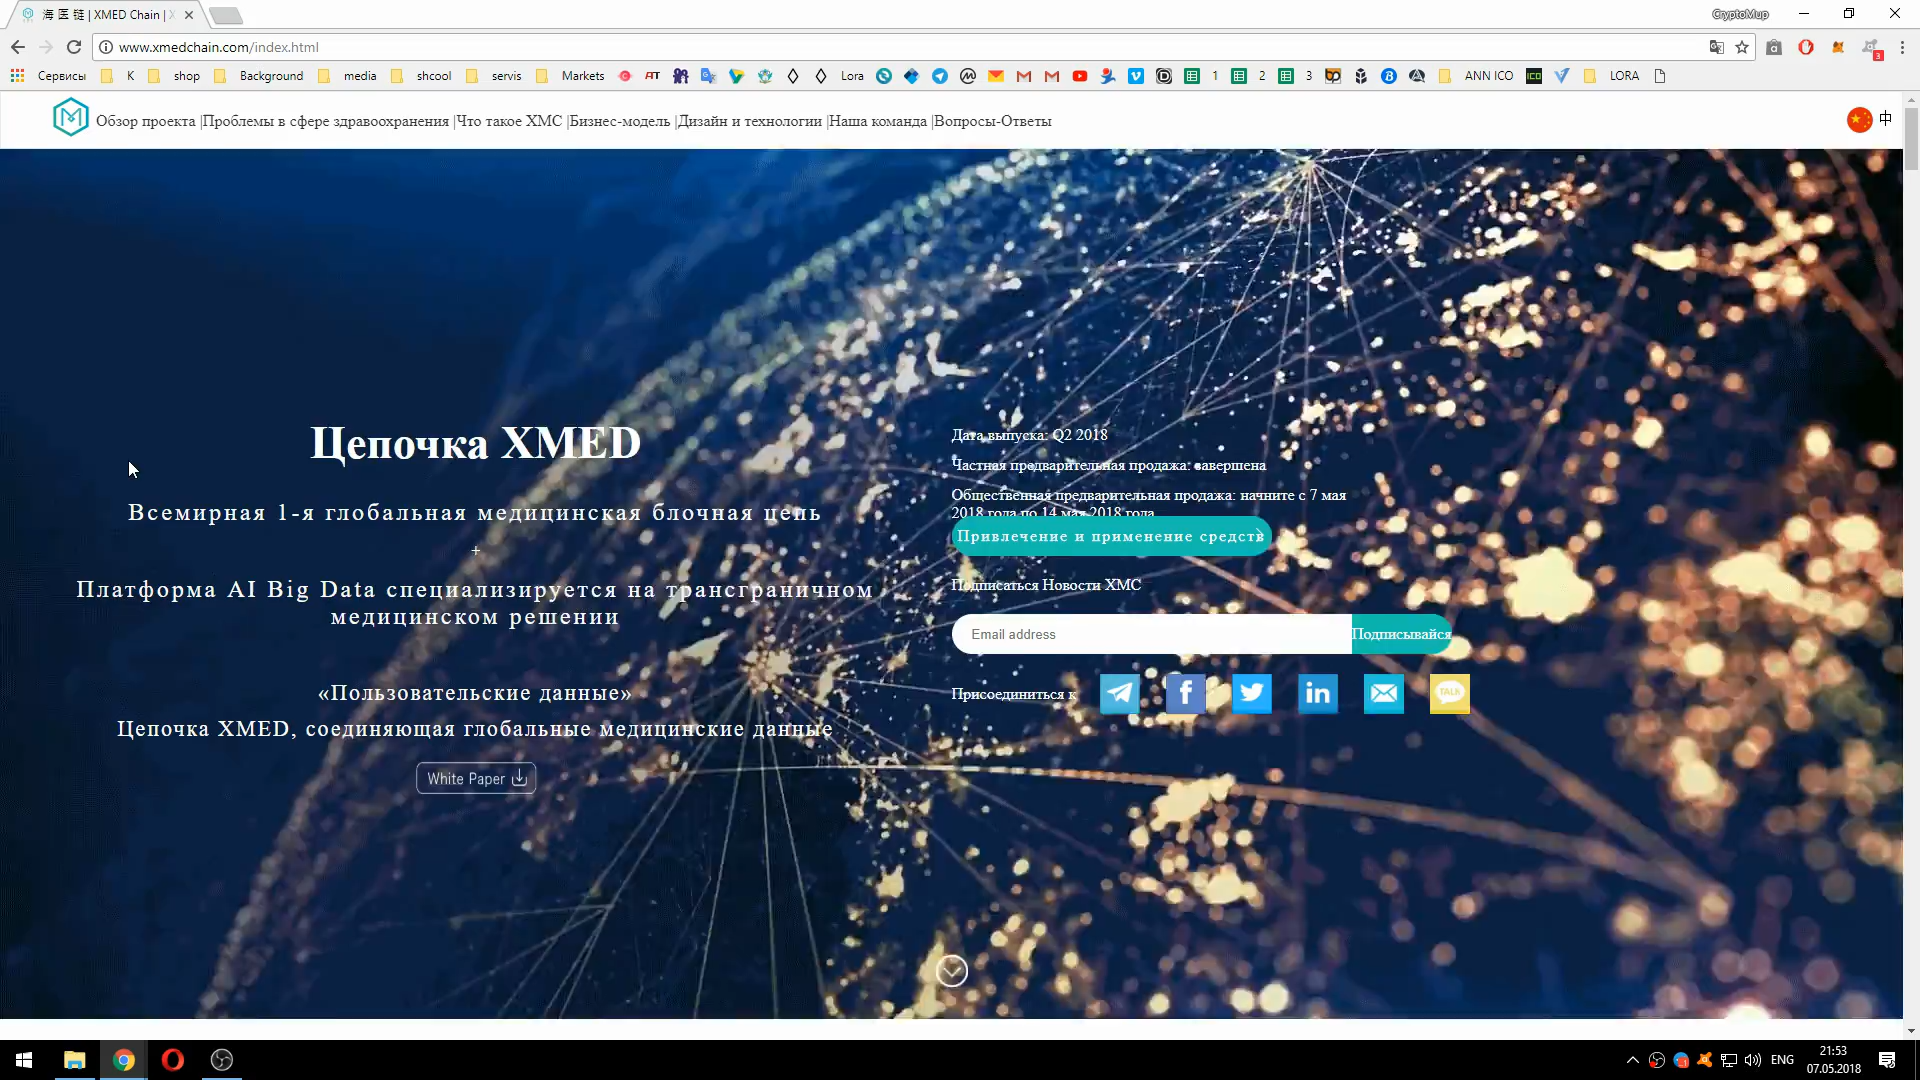 海 医 链 | XMED Chain |
CryptoMup
www.xmedchain.com/index.html
Сервисы K shop Background media shcool servis Markets Lora 1 2 3 ANN ICO LORA
Обзор проекта |Проблемы в сфере здравоохранения |Что такое XMC |Бизнес-модель |Дизайн и технологии |Наша команда |Вопросы-Ответы
中
Цепочка XMED
Всемирная 1-я глобальная медицинская блочная цепь
+
Платформа AI Big Data специализируется на трансграничном
медицинском решении
«Пользовательские данные»
Цепочка XMED, соединяющая глобальные медицинские данные
White Paper
Дата выпуска: Q2 2018
Частная предварительная продажа: завершена
Общественная предварительная продажа: начните с 7 мая
2018 года по 14 мая 2018 года
Привлечение и применение средств
Подписаться Новости XMC
Email address
Подписывайся
Присоединиться к
TALK
ENG
21:53
07.05.2018